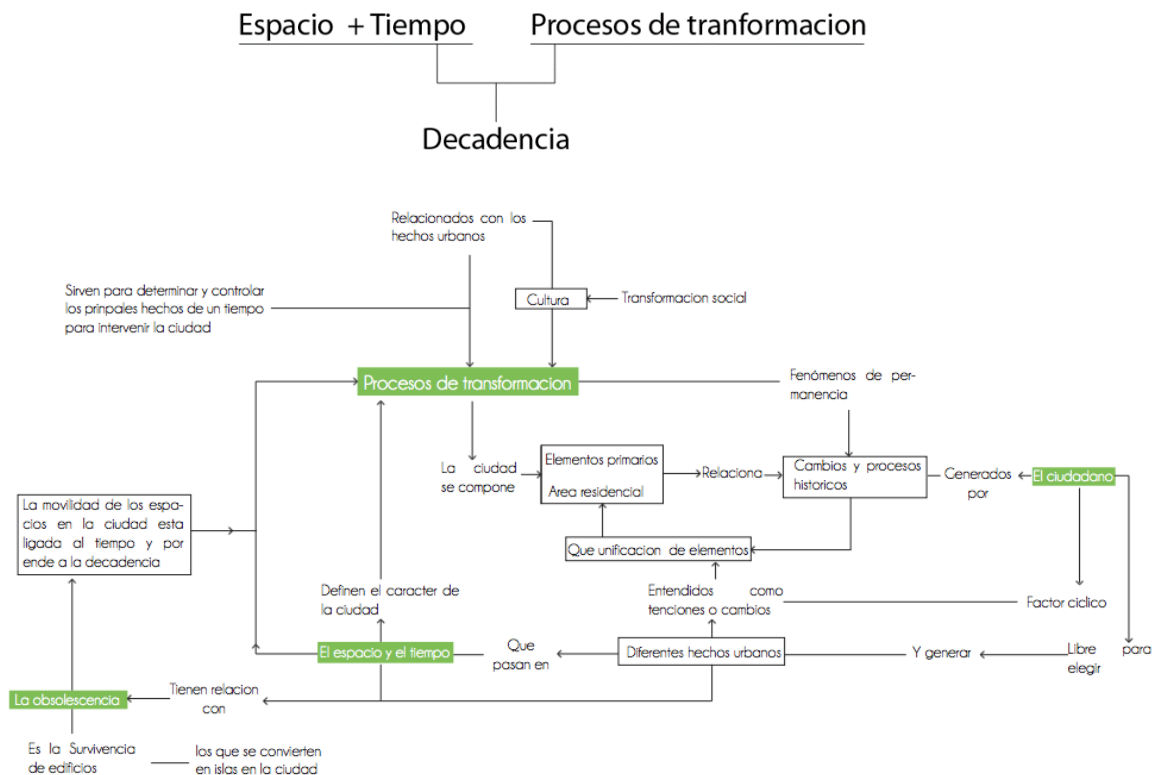 Espacio + Tiempo
Procesos de tranformacion
Decadencia
Relacionados con los
hechos urbanos
Sirven para determinar y controlar
los prinpales hechos de un tiempo
para intervenir la ciudad
Cultura
Transformacion social
Procesos de transformacion
Fenómenos de per-
manencia
La ciudad
se compone
Elementos primarios
Area residencial
Relaciona
Cambios y procesos
historicos
Generados
por
El ciudadano
La movilidad de los espa-
cios en la ciudad esta
ligada al tiempo y por
ende a la decadencia
Que unificacion de elementos
Definen el caracter de
la ciudad
Entendidos como
tenciones o cambios
Factor ciclico
El espacio y el tiempo
Que
pasan en
Diferentes hechos urbanos
Y generar
Libre para
elegir
La obsolescencia
Tienen relacion
con
Es la Survivencia
de edificios
los que se convierten
en islas en la ciudad